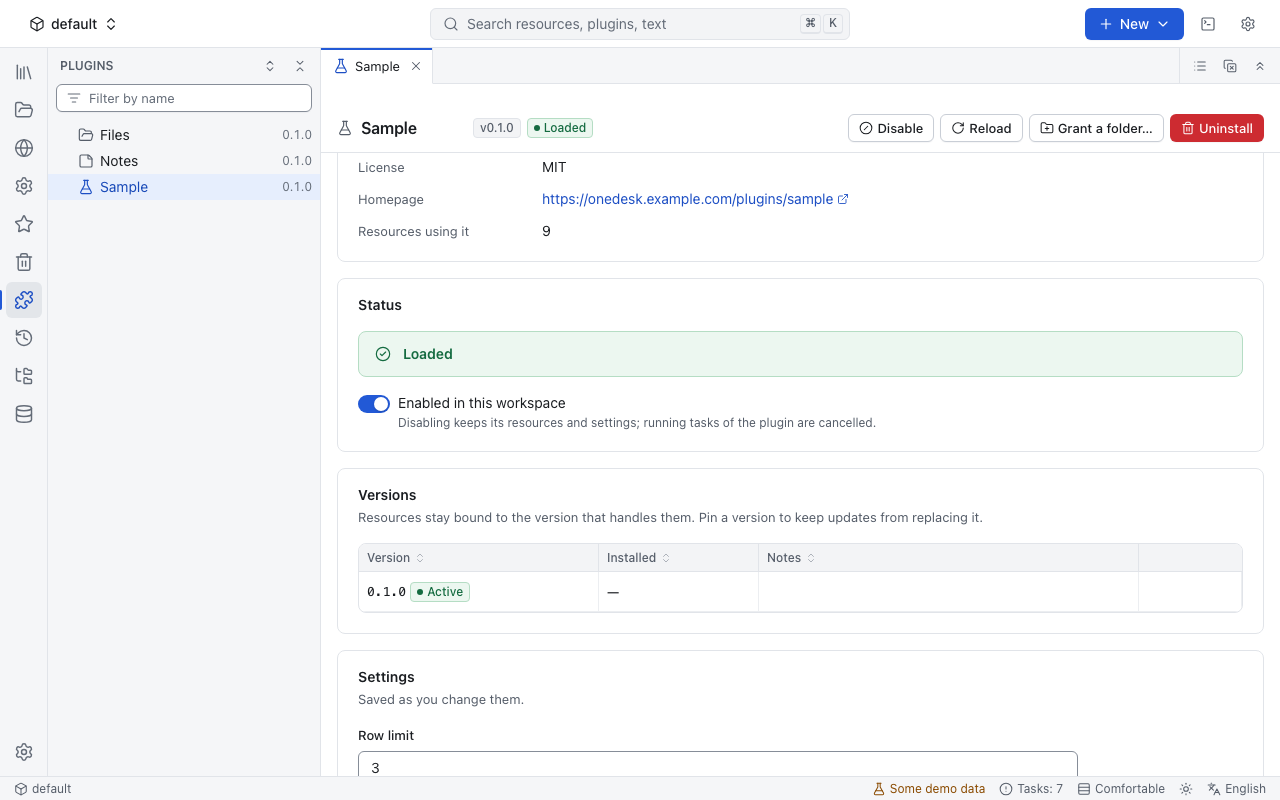 default
Search resources, plugins, text
⌘ K
New
PLUGINS
Filter by name
Files 0.1.0
Notes 0.1.0
Sample 0.1.0
Sample
Sample v0.1.0 Loaded
Disable
Reload
Grant a folder...
Uninstall
License MIT
Homepage https://onedesk.example.com/plugins/sample
Resources using it 9
Status
Loaded
Enabled in this workspace
Disabling keeps its resources and settings; running tasks of the plugin are cancelled.
Versions
Resources stay bound to the version that handles them. Pin a version to keep updates from replacing it.
Version Installed Notes
0.1.0 Active —
Settings
Saved as you change them.
Row limit
3
default
Some demo data
Tasks: 7
Comfortable
English